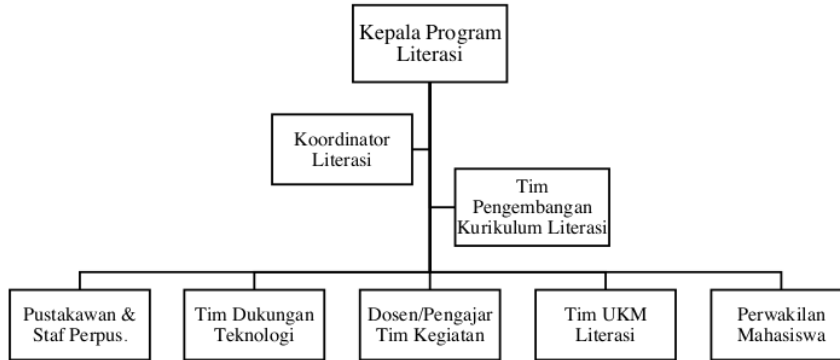 Kepala Program
Literasi
Koordinator
Literasi
Tim
Pengembangan
Kurikulum Literasi
Pustakawan &
Staf Perpus.
Tim Dukungan
Teknologi
Dosen/Pengajar
Tim Kegiatan
Tim UKM
Literasi
Perwakilan
Mahasiswa